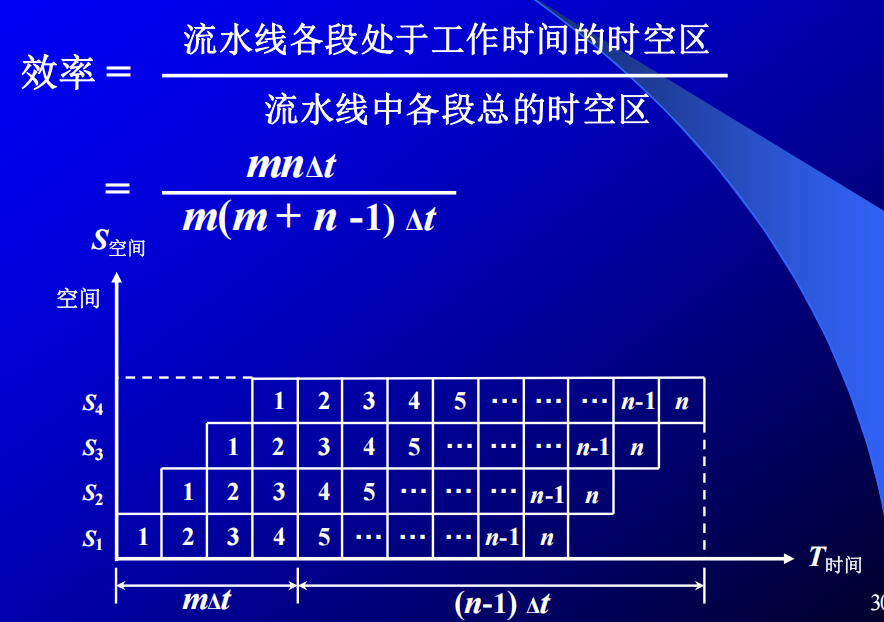 流水线各段处于工作时间的时空区
效率 =
流水线中各段总的时空区
mnΔt
=
m(m + n -1) Δt
S空间
空间
S4 1 2 3 4 5 … … … n-1 n
S3 1 2 3 4 5 … … … n-1 n
S2 1 2 3 4 5 … … … n-1 n
S1 1 2 3 4 5 … … … n-1 n
T时间
mΔt (n-1) Δt
30